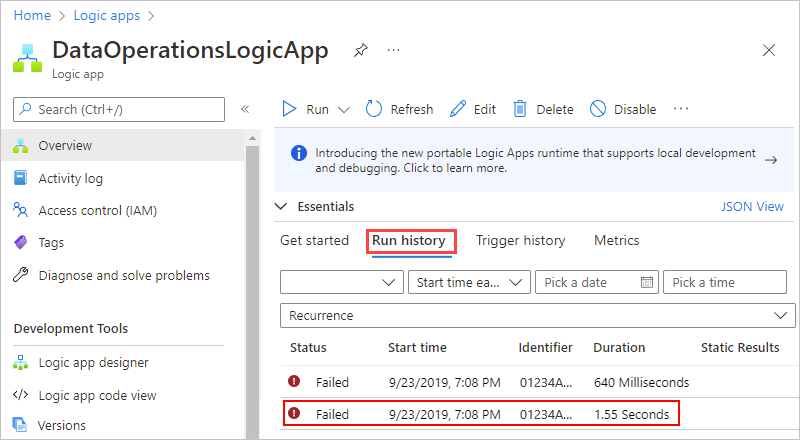 Home > Logic apps >
DataOperationsLogicApp
Logic app
Search (Ctrl+/)
Overview
Activity log
Access control (IAM)
Tags
Diagnose and solve problems
Development Tools
Logic app designer
Logic app code view
Versions
Run Refresh Edit Delete Disable
Introducing the new portable Logic Apps runtime that supports local development
and debugging. Click to learn more.
Essentials JSON View
Get started Run history Trigger history Metrics
Start time ea... Pick a date Pick a time
Recurrence
Status Start time Identifier Duration Static Results
Failed 9/23/2019, 7:08 PM 01234A... 640 Milliseconds
Failed 9/23/2019, 7:08 PM 01234A... 1.55 Seconds